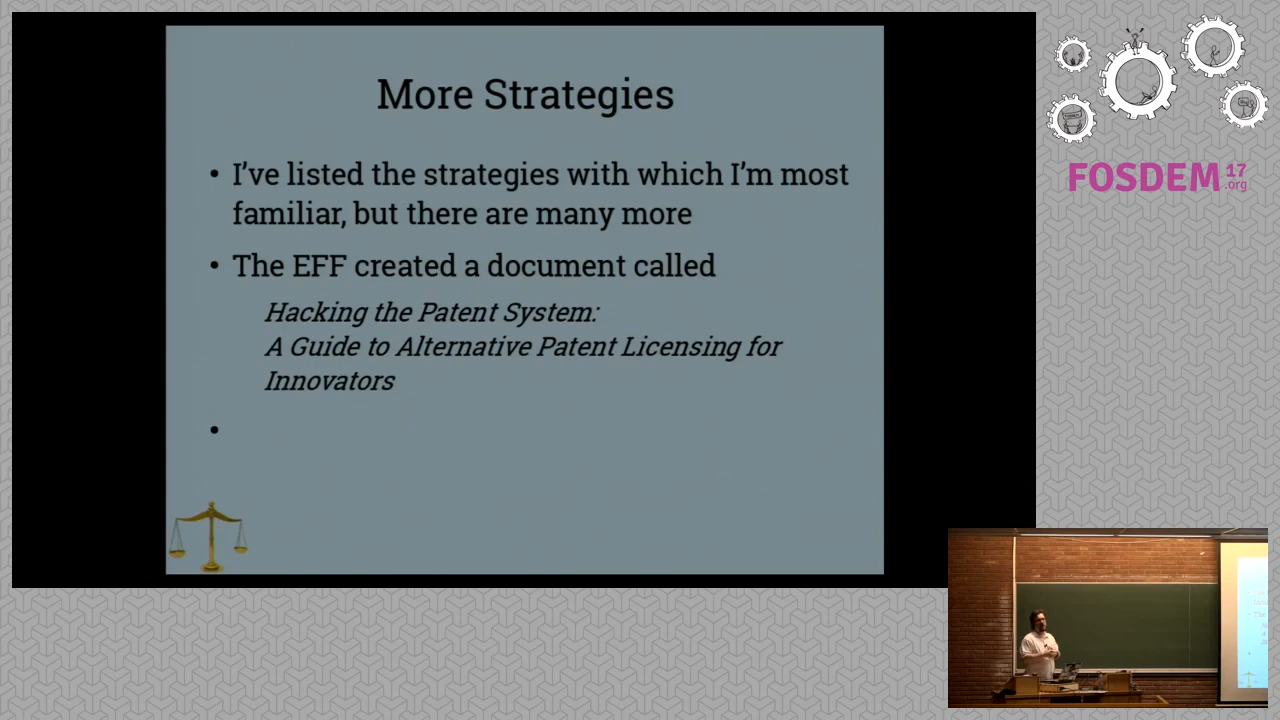 More Strategies
• I've listed the strategies with which I'm most
familiar, but there are many more
• The EFF created a document called
Hacking the Patent System:
A Guide to Alternative Patent Licensing for
Innovators
•
FOSDEM 17
.org